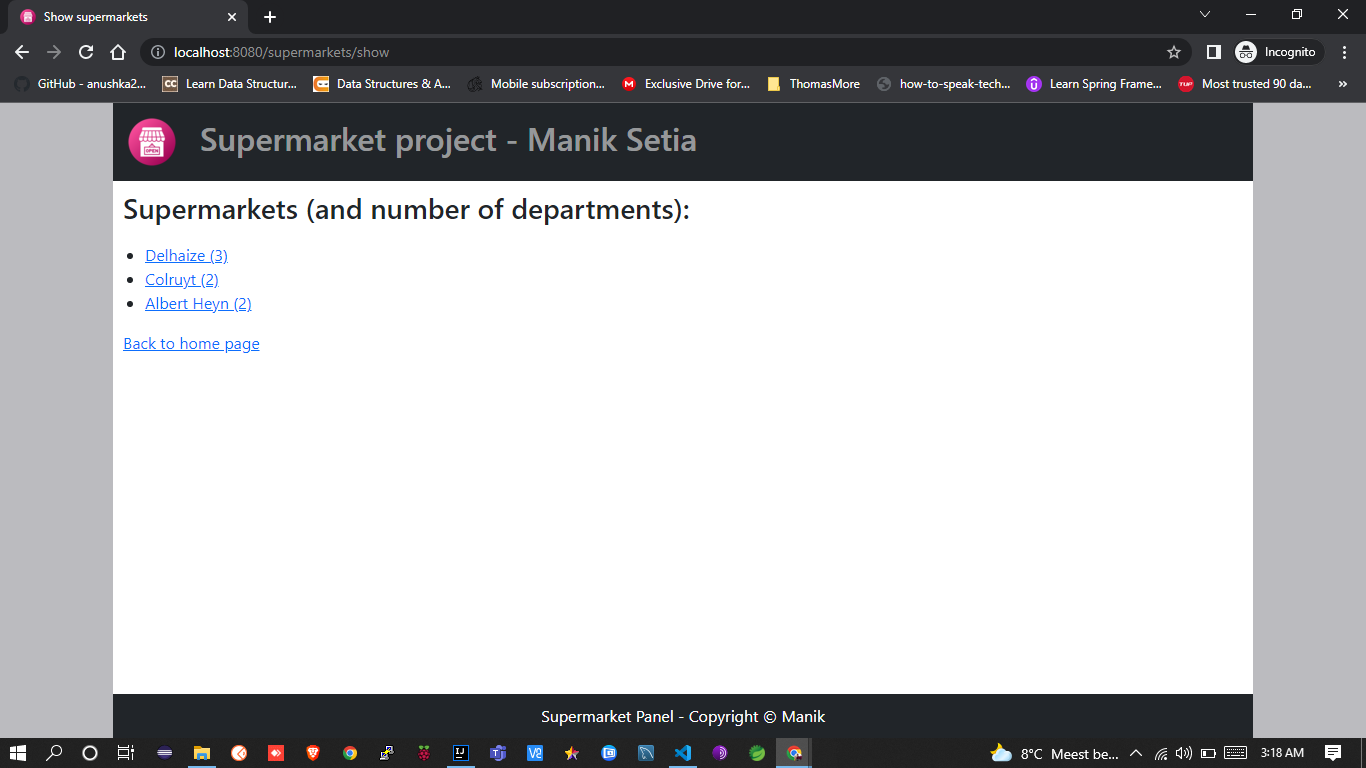 Show supermarkets
localhost:8080/supermarkets/show
Incognito
GitHub - anushka2...
CC Learn Data Structur...
Data Structures & A...
Mobile subscription...
M Exclusive Drive for...
ThomasMore
how-to-speak-tech...
Learn Spring Frame...
TUF Most trusted 90 da...
»
OPEN
Supermarket project - Manik Setia
Supermarkets (and number of departments):
• Delhaize (3)
• Colruyt (2)
• Albert Heyn (2)
Back to home page
Supermarket Panel - Copyright © Manik
8°C Meest be...
3:18 AM